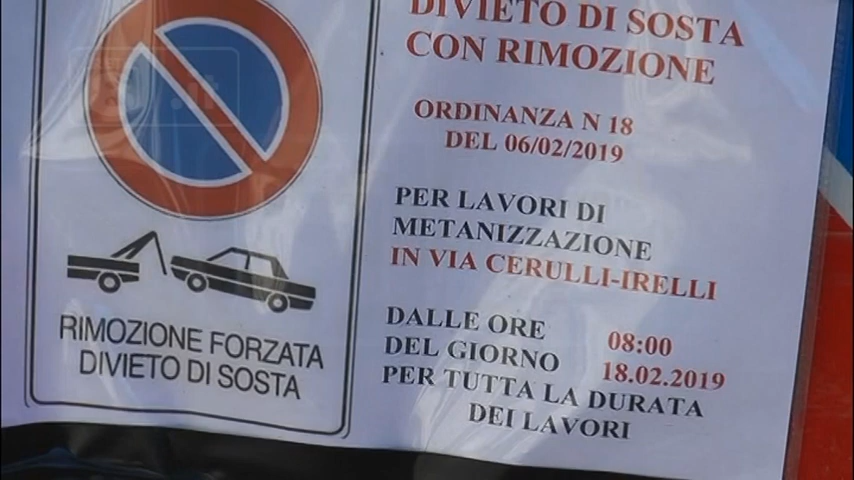 DIVIETO DI SOSTA
CON RIMOZIONE
ORDINANZA N 18
DEL 06/02/2019
PER LAVORI DI
METANIZZAZIONE
IN VIA CERULLI-IRELLI
DALLE ORE 08:00
DEL GIORNO 18.02.2019
PER TUTTA LA DURATA
DEI LAVORI
RIMOZIONE FORZATA
DIVIETO DI SOSTA